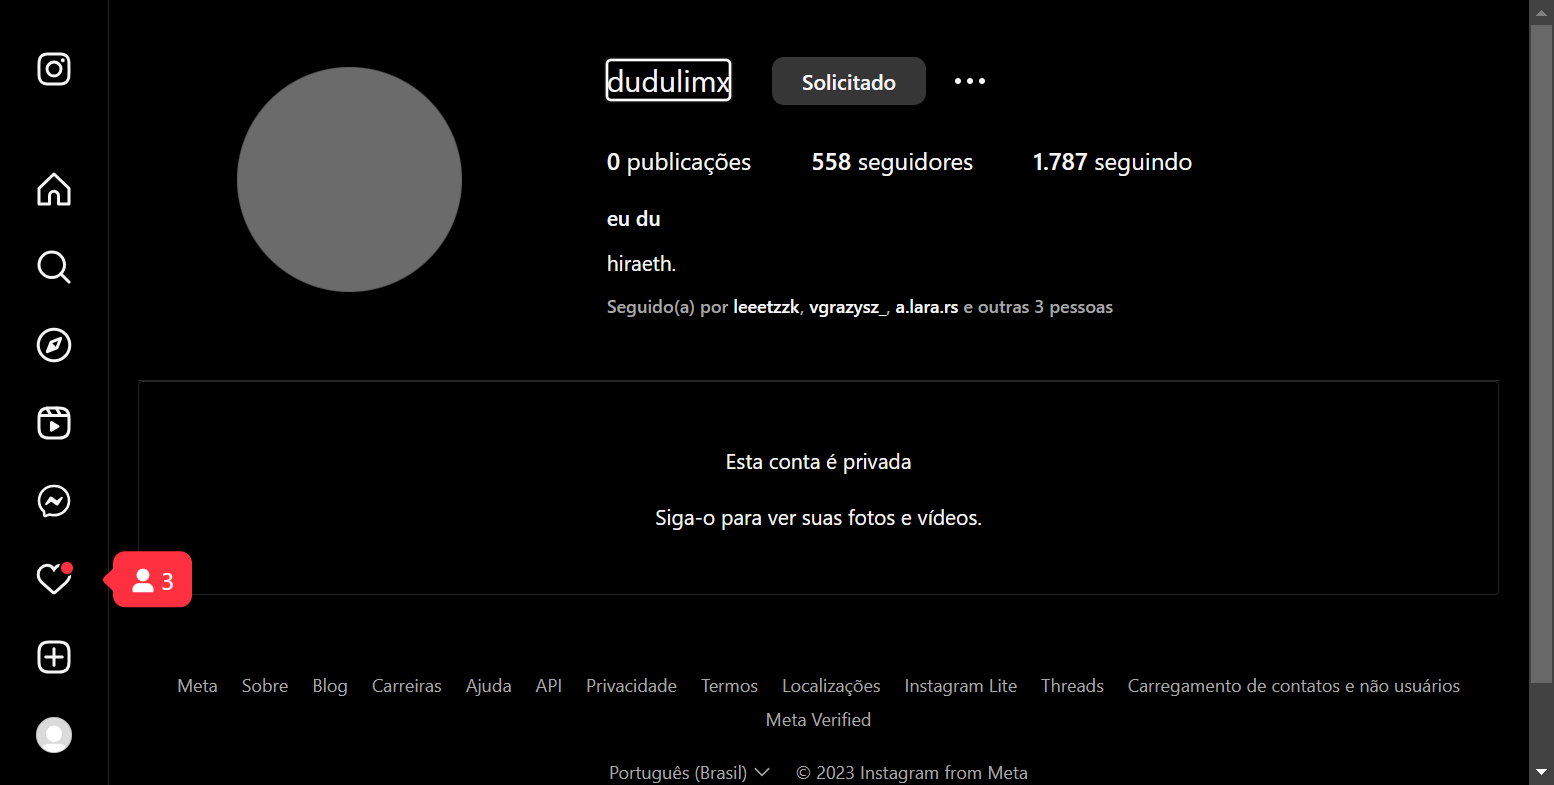 dudulimx Solicitado
0 publicações 558 seguidores 1.787 seguindo
eu du
hiraeth.
Seguido(a) por leeetzzk, vgrazysz_, a.lara.rs e outras 3 pessoas
Esta conta é privada
Siga-o para ver suas fotos e vídeos.
3
Meta Sobre Blog Carreiras Ajuda API Privacidade Termos Localizações Instagram Lite Threads Carregamento de contatos e não usuários
Meta Verified
Português (Brasil) © 2023 Instagram from Meta